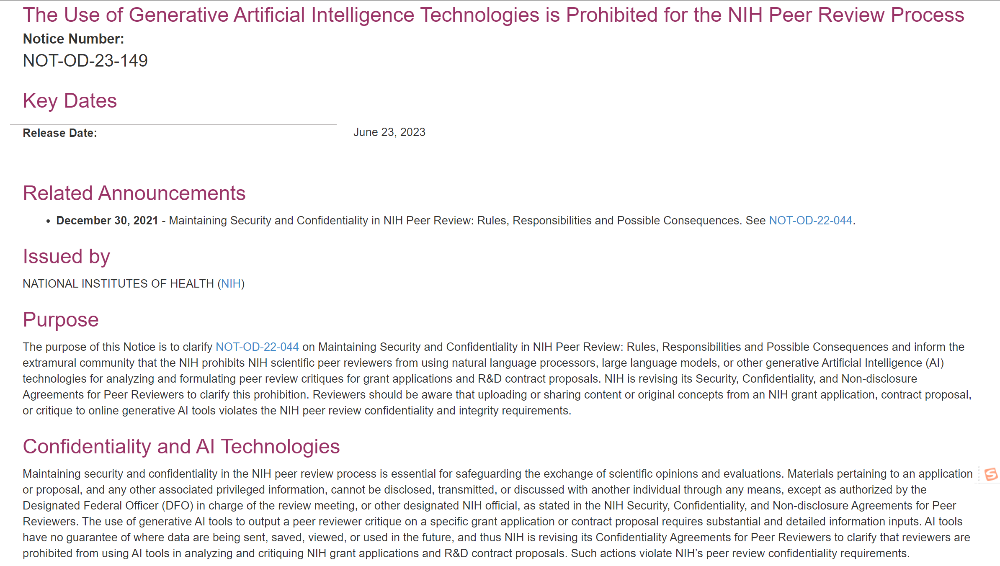 The Use of Generative Artificial Intelligence Technologies is Prohibited for the NIH Peer Review Process
Notice Number:
NOT-OD-23-149
Key Dates
Release Date: June 23, 2023
Related Announcements
• December 30, 2021 - Maintaining Security and Confidentiality in NIH Peer Review: Rules, Responsibilities and Possible Consequences. See NOT-OD-22-044.
Issued by
NATIONAL INSTITUTES OF HEALTH (NIH)
Purpose
The purpose of this Notice is to clarify NOT-OD-22-044 on Maintaining Security and Confidentiality in NIH Peer Review: Rules, Responsibilities and Possible Consequences and inform the
extramural community that the NIH prohibits NIH scientific peer reviewers from using natural language processors, large language models, or other generative Artificial Intelligence (AI)
technologies for analyzing and formulating peer review critiques for grant applications and R&D contract proposals. NIH is revising its Security, Confidentiality, and Non-disclosure
Agreements for Peer Reviewers to clarify this prohibition. Reviewers should be aware that uploading or sharing content or original concepts from an NIH grant application, contract proposal,
or critique to online generative AI tools violates the NIH peer review confidentiality and integrity requirements.
Confidentiality and AI Technologies
Maintaining security and confidentiality in the NIH peer review process is essential for safeguarding the exchange of scientific opinions and evaluations. Materials pertaining to an application
or proposal, and any other associated privileged information, cannot be disclosed, transmitted, or discussed with another individual through any means, except as authorized by the
Designated Federal Officer (DFO) in charge of the review meeting, or other designated NIH official, as stated in the NIH Security, Confidentiality, and Non-disclosure Agreements for Peer
Reviewers. The use of generative AI tools to output a peer reviewer critique on a specific grant application or contract proposal requires substantial and detailed information inputs. AI tools
have no guarantee of where data are being sent, saved, viewed, or used in the future, and thus NIH is revising its Confidentiality Agreements for Peer Reviewers to clarify that reviewers are
prohibited from using AI tools in analyzing and critiquing NIH grant applications and R&D contract proposals. Such actions violate NIH’s peer review confidentiality requirements.
S